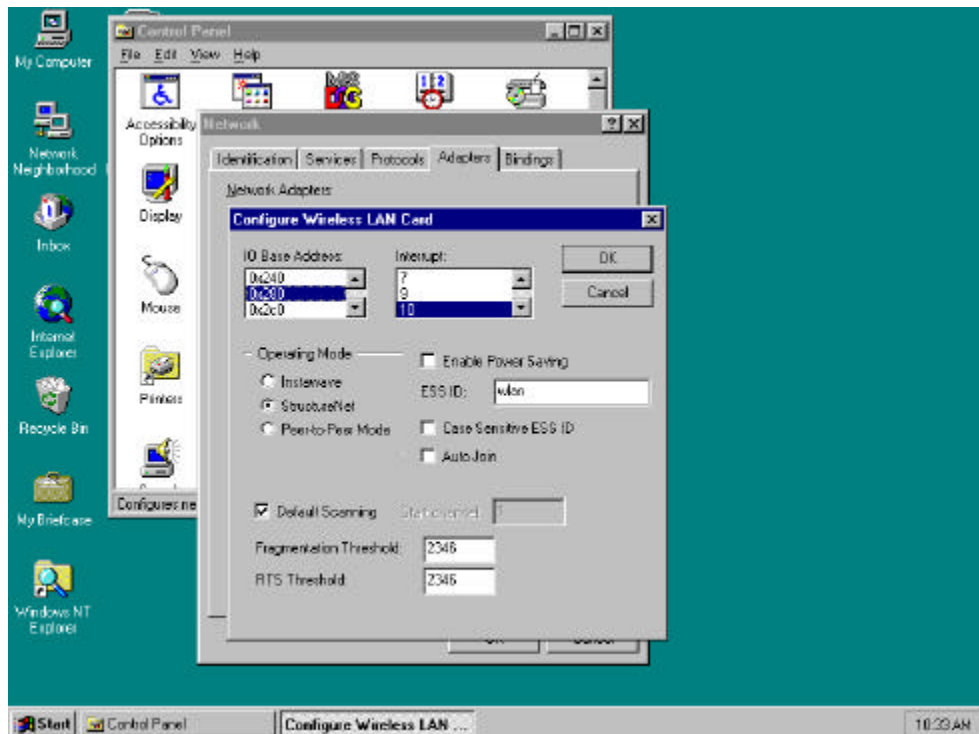 My Computer
Network Neighborhood
Inbox
Internet Explorer
Recycle Bin
My Briefcase
Windows NT Explorer
Control Panel
File Edit View Help
Accessibility Options
Display
Mouse
Printers
Configures ne
Network
Identification Services Protocols Adapters Bindings
Network Adapters:
Configure Wireless LAN Card
IO Base Address:
0x240
0x280
0x2c0
Interrupt:
7
9
10
OK
Cancel
Operating Mode
Instawave
StructureNet
Peer-to-Peer Mode
Enable Power Saving
ESS ID: wlan
Case Sensitive ESS ID
Auto Join
Default Scanning
Fragmentation Threshold: 2346
RTS Threshold: 2346
Start Control Panel Configure Wireless LAN ... 10:33 AM